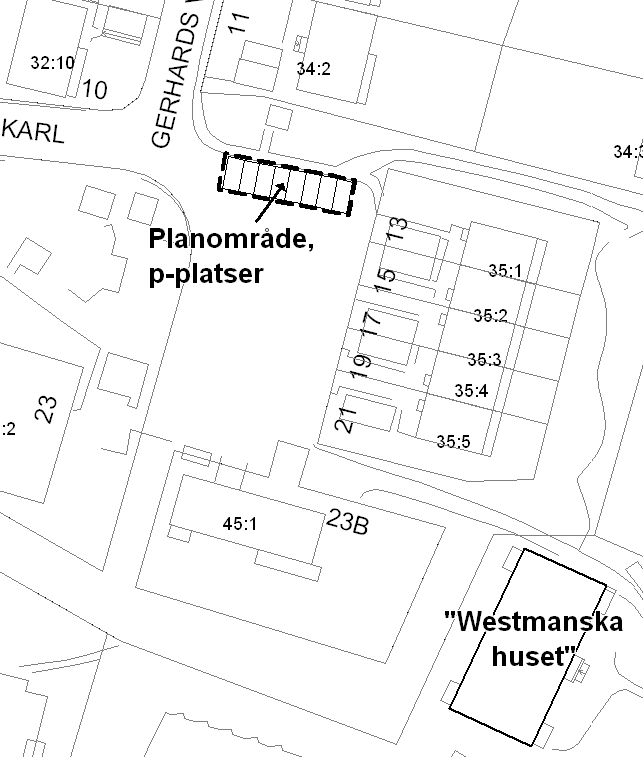 11
32:10
34:2
10
GERHARDS V
KARL
34:3
Planområde,
p-platser
13
35:1
15
35:2
17
35:3
19
35:4
23
:2
21
35:5
45:1
23B
"Westmanska
huset"